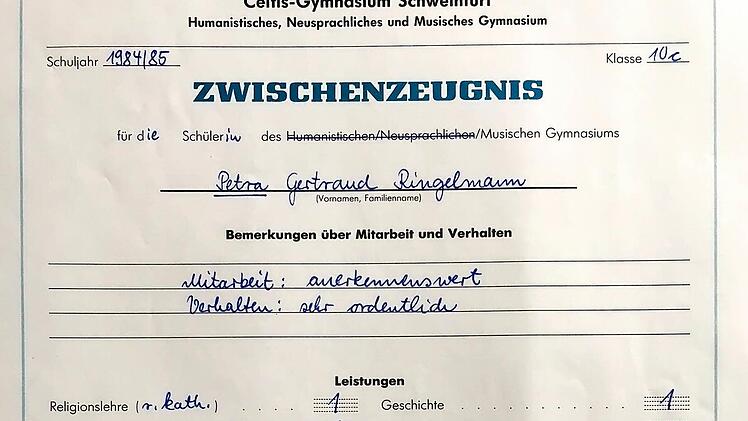 Celtis-Gymnasium Schweinfurt
Humanistisches, Neusprachliches und Musisches Gymnasium
Schuljahr 1984/85 Klasse 10c
ZWISCHENZEUGNIS
für die Schülerin des Humanistischen/Neusprachlichen/Musischen Gymnasiums
Petra Gertraud Ringelmann
(Vornamen, Familienname)
Bemerkungen über Mitarbeit und Verhalten
Mitarbeit: anerkennenswert
Verhalten: sehr ordentlich
Leistungen
Religionslehre (r. kath.) . . . . . 1 Geschichte . . . . . . . . . 1